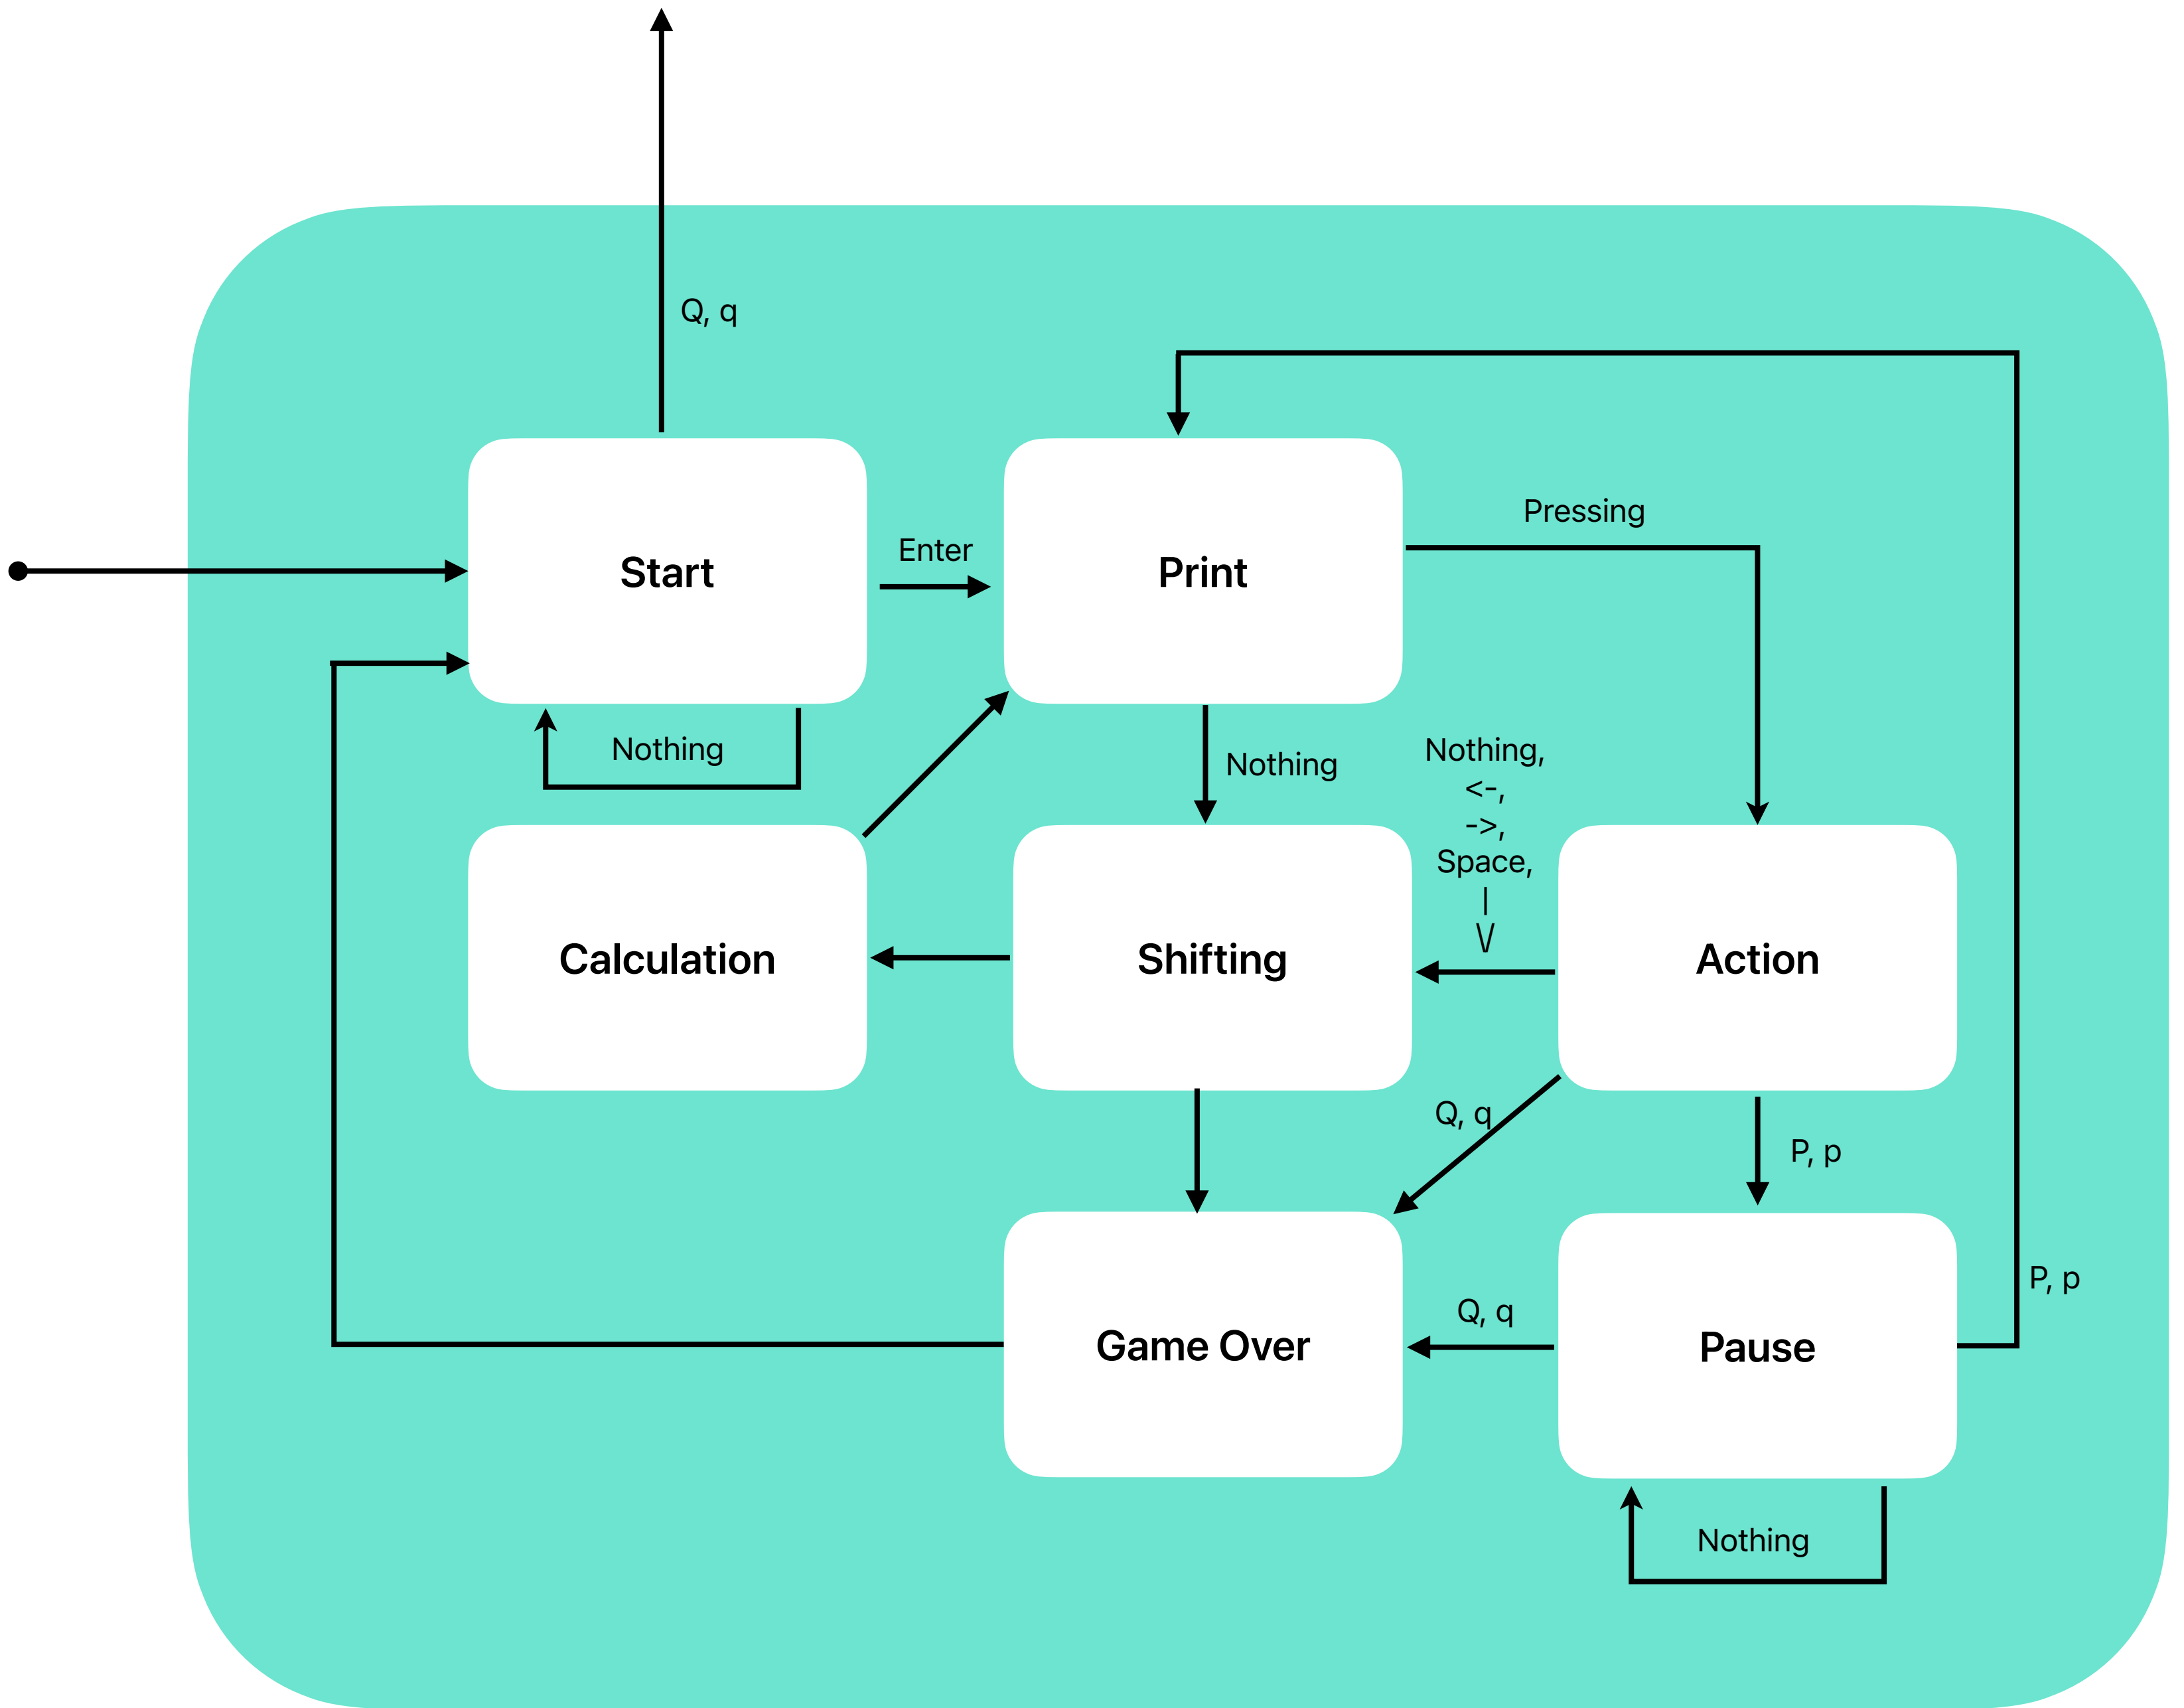 Q, q
Pressing
Enter
Start
Print
Nothing
Nothing
Nothing,
<-,
->,
Space,
|
\/
Calculation
Shifting
Action
Q, q
P, p
P, p
Q, q
Game Over
Pause
Nothing